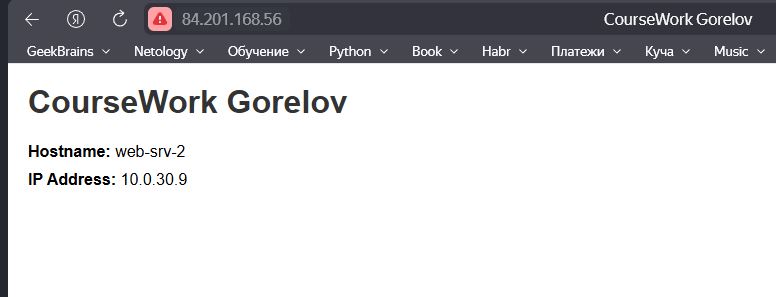 84.201.168.56 CourseWork Gorelov
GeekBrains Netology Обучение Python Book Habr Платежи Куча Music
CourseWork Gorelov
Hostname: web-srv-2
IP Address: 10.0.30.9